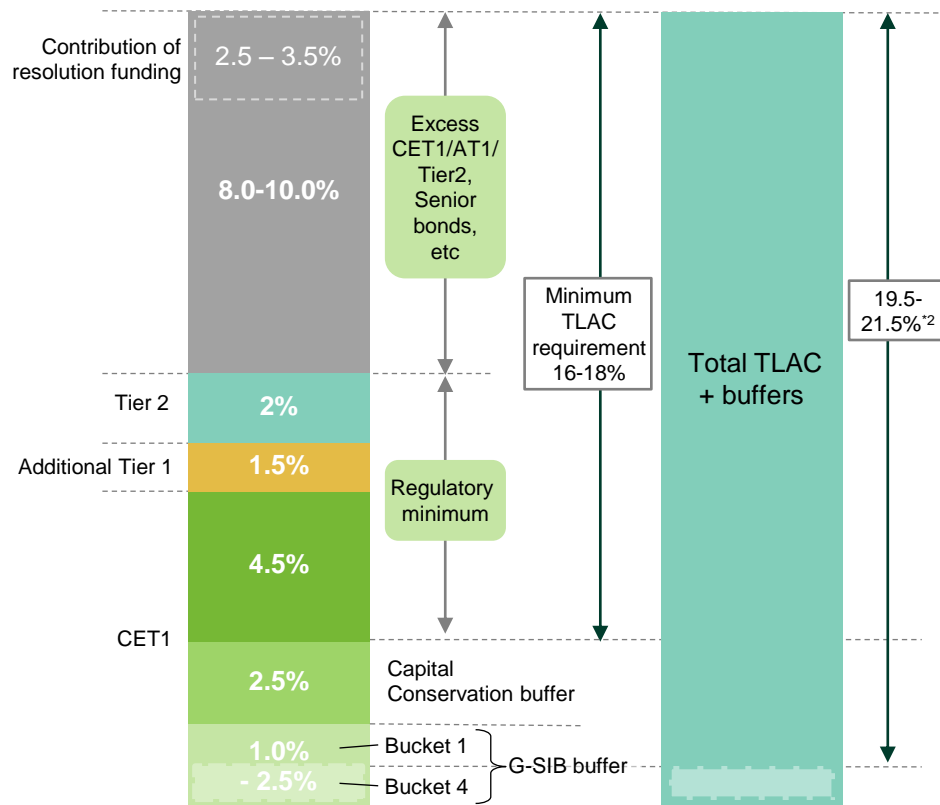 Contribution of
resolution funding
2.5 – 3.5%
8.0-10.0%
Excess
CET1/AT1/
Tier2,
Senior
bonds,
etc
Minimum
TLAC
requirement
16-18%
Total TLAC
+ buffers
19.5-
21.5%*2
Tier 2
2%
Additional Tier 1
1.5%
Regulatory
minimum
4.5%
CET1
2.5%
Capital
Conservation buffer
1.0%
Bucket 1
G-SIB buffer
- 2.5%
Bucket 4